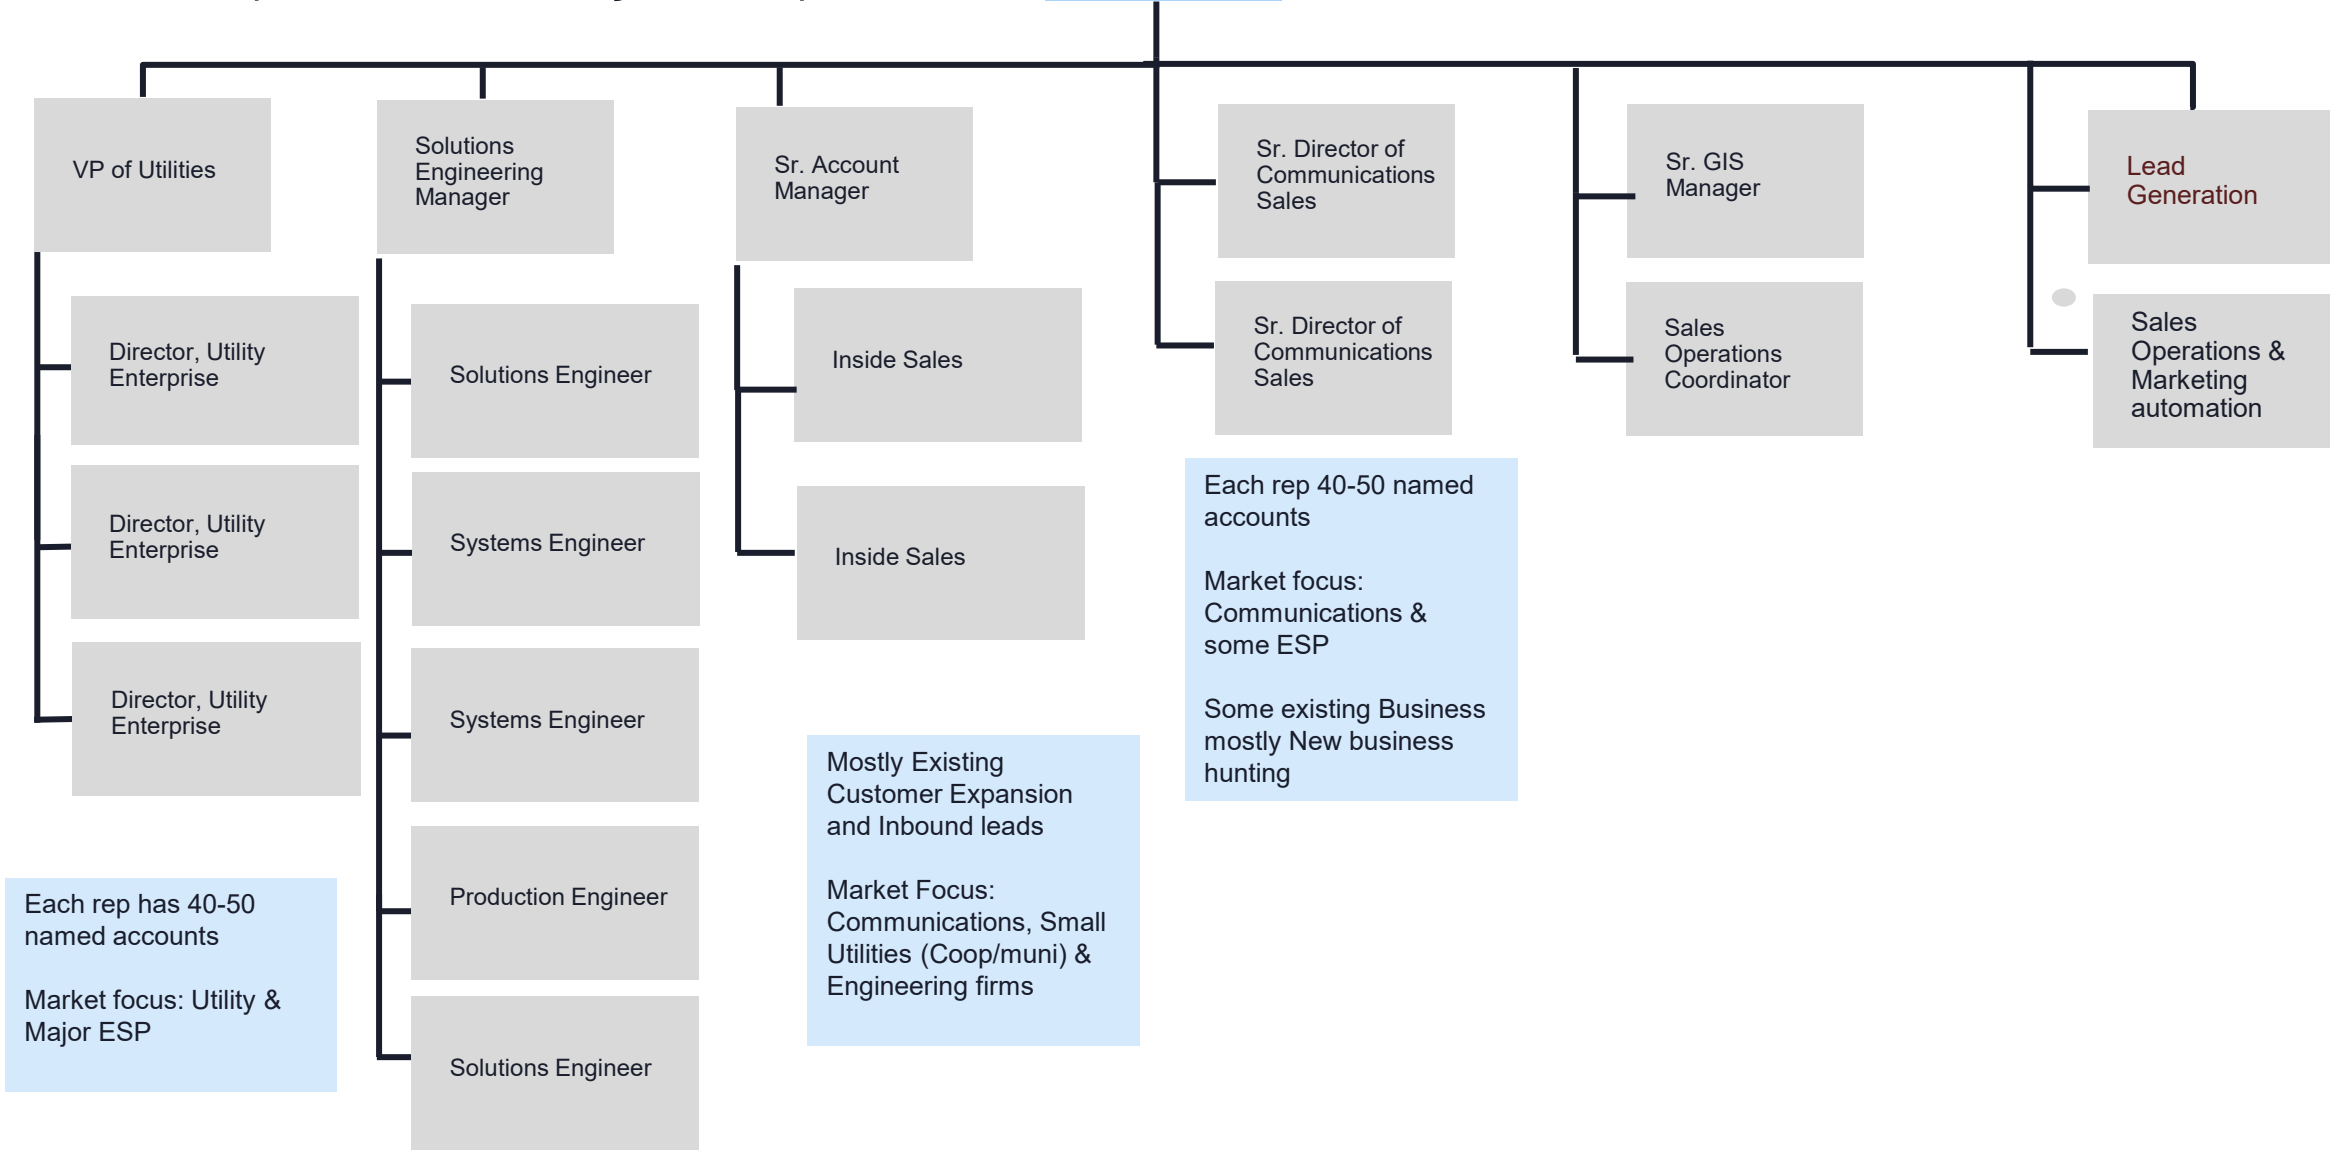 VP of Utilities
Director, Utility
Enterprise
Director, Utility
Enterprise
Director, Utility
Enterprise
Each rep has 40-50
named accounts
Market focus: Utility &
Major ESP
Solutions
Engineering
Manager
Solutions Engineer
Systems Engineer
Systems Engineer
Production Engineer
Solutions Engineer
Sr. Account
Manager
Inside Sales
Inside Sales
Mostly Existing
Customer Expansion
and Inbound leads
Market Focus:
Communications, Small
Utilities (Coop/muni) &
Engineering firms
Sr. Director of
Communications
Sales
Sr. Director of
Communications
Sales
Each rep 40-50 named
accounts
Market focus:
Communications &
some ESP
Some existing Business
mostly New business
hunting
Sr. GIS
Manager
Sales
Operations
Coordinator
Lead
Generation
Sales
Operations &
Marketing
automation